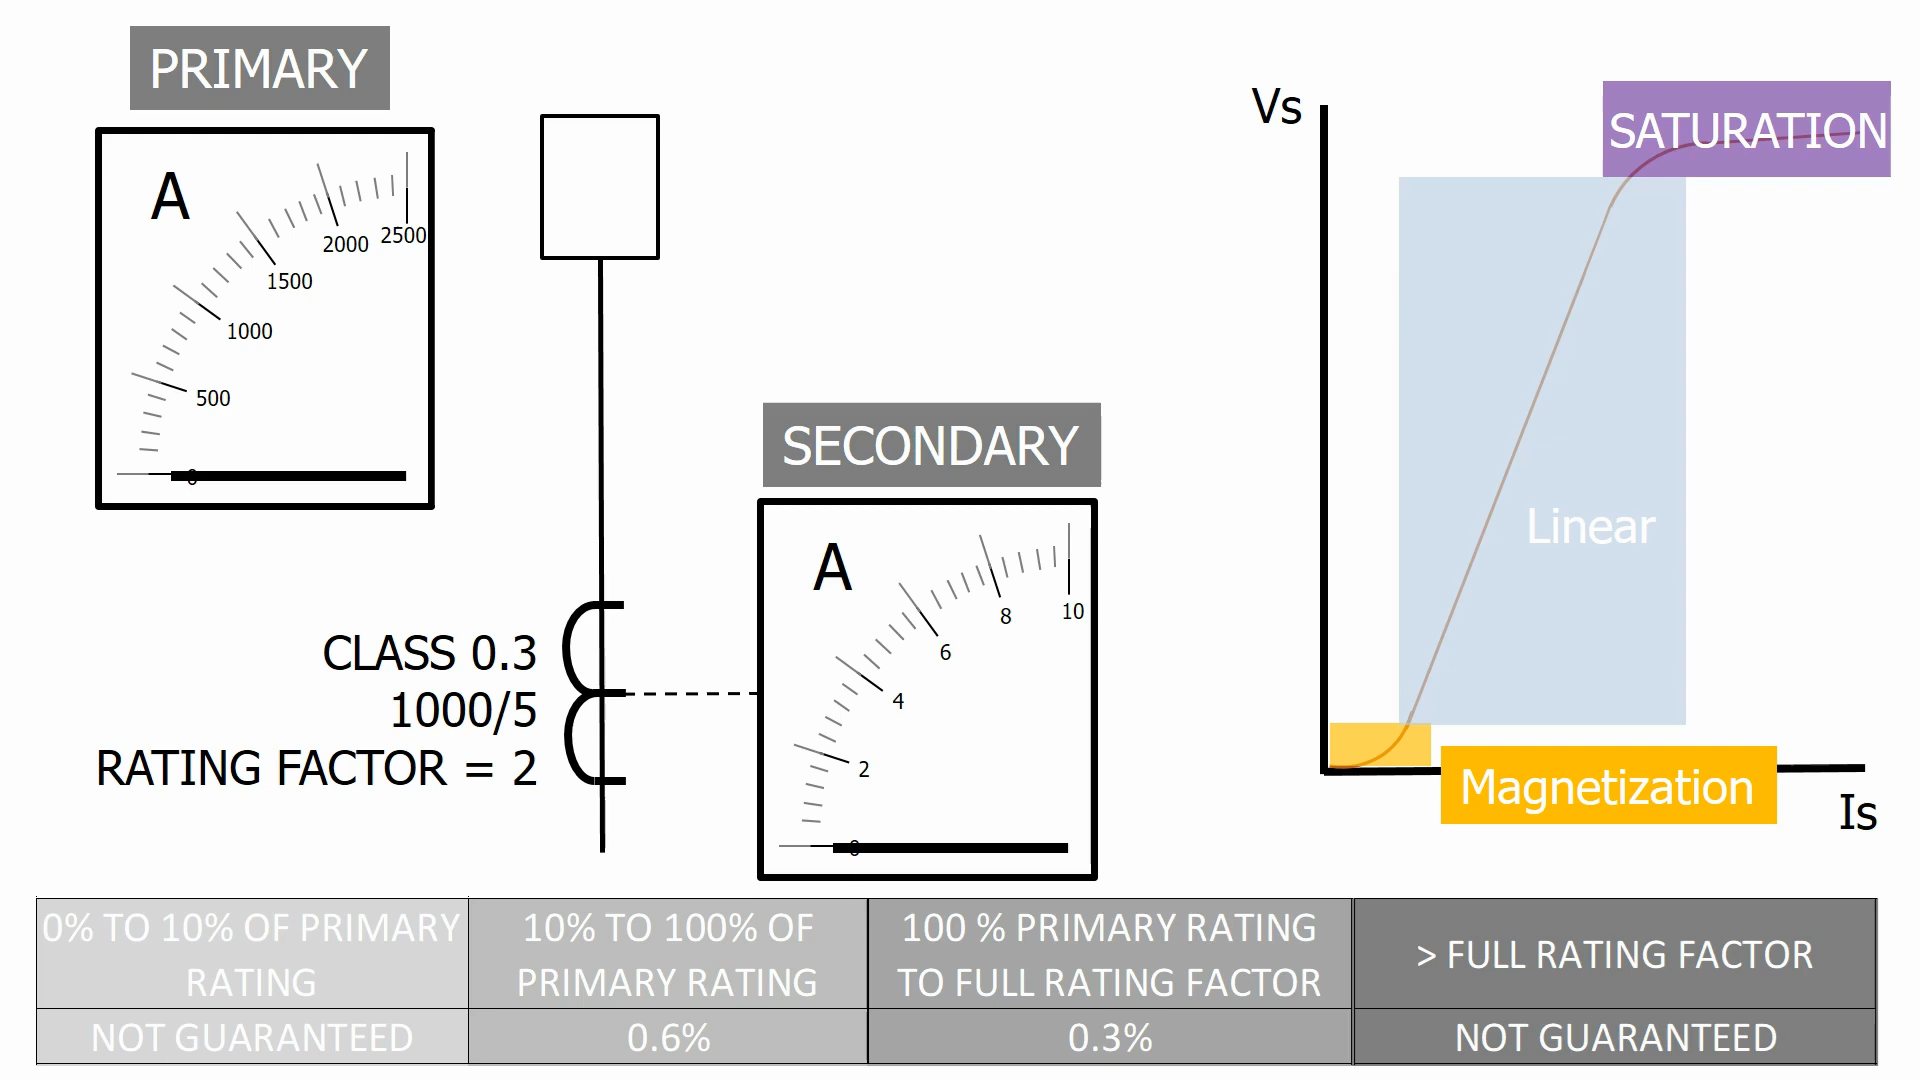 PRIMARY
A
0
500
1000
1500
2000
2500
CLASS 0.3
1000/5
RATING FACTOR = 2
SECONDARY
A
0
2
4
6
8
10
Vs
SATURATION
Linear
Magnetization
Is
0% TO 10% OF PRIMARY
RATING
10% TO 100% OF
PRIMARY RATING
100 % PRIMARY RATING
TO FULL RATING FACTOR
> FULL RATING FACTOR
NOT GUARANTEED
0.6%
0.3%
NOT GUARANTEED